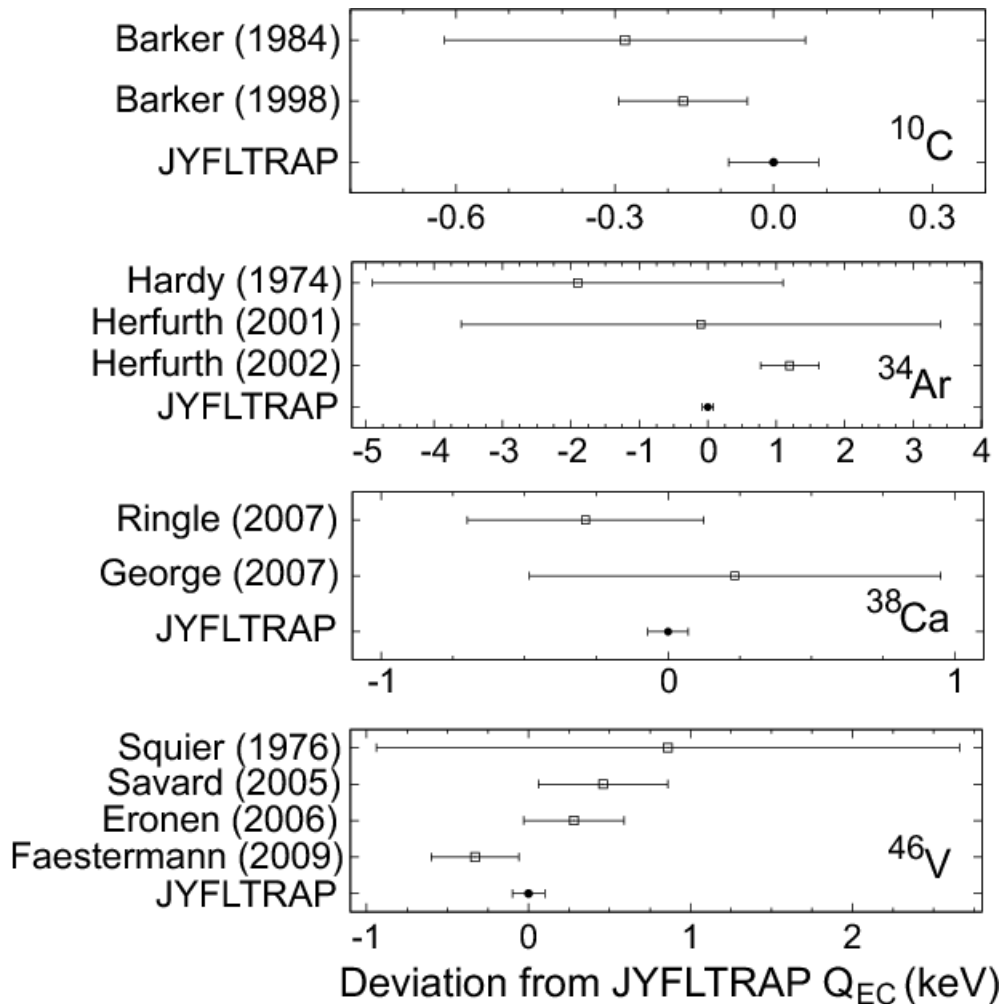 Barker (1984)
Barker (1998)
JYFLTRAP
¹⁰C
-0.6 -0.3 0.0 0.3
Hardy (1974)
Herfurth (2001)
Herfurth (2002)
JYFLTRAP
³⁴Ar
-5 -4 -3 -2 -1 0 1 2 3 4
Ringle (2007)
George (2007)
JYFLTRAP
³⁸Ca
-1 0 1
Squier (1976)
Savard (2005)
Eronen (2006)
Faestermann (2009)
JYFLTRAP
⁴⁶V
-1 0 1 2
Deviation from JYFLTRAP Q_EC (keV)